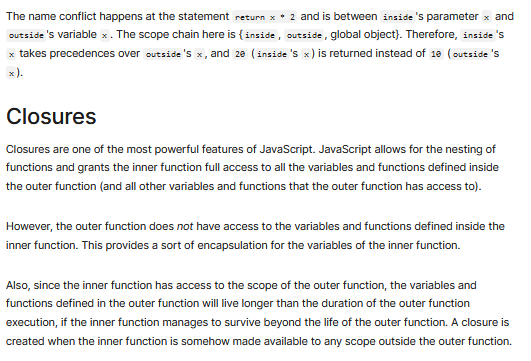 The name conflict happens at the statement return x * 2 and is between inside's parameter x and
outside's variable x. The scope chain here is {inside, outside, global object}. Therefore, inside's
x takes precedences over outside's x, and 20 (inside's x) is returned instead of 10 (outside's
x).
Closures
Closures are one of the most powerful features of JavaScript. JavaScript allows for the nesting of
functions and grants the inner function full access to all the variables and functions defined inside
the outer function (and all other variables and functions that the outer function has access to).
However, the outer function does not have access to the variables and functions defined inside the
inner function. This provides a sort of encapsulation for the variables of the inner function.
Also, since the inner function has access to the scope of the outer function, the variables and
functions defined in the outer function will live longer than the duration of the outer function
execution, if the inner function manages to survive beyond the life of the outer function. A closure is
created when the inner function is somehow made available to any scope outside the outer function.